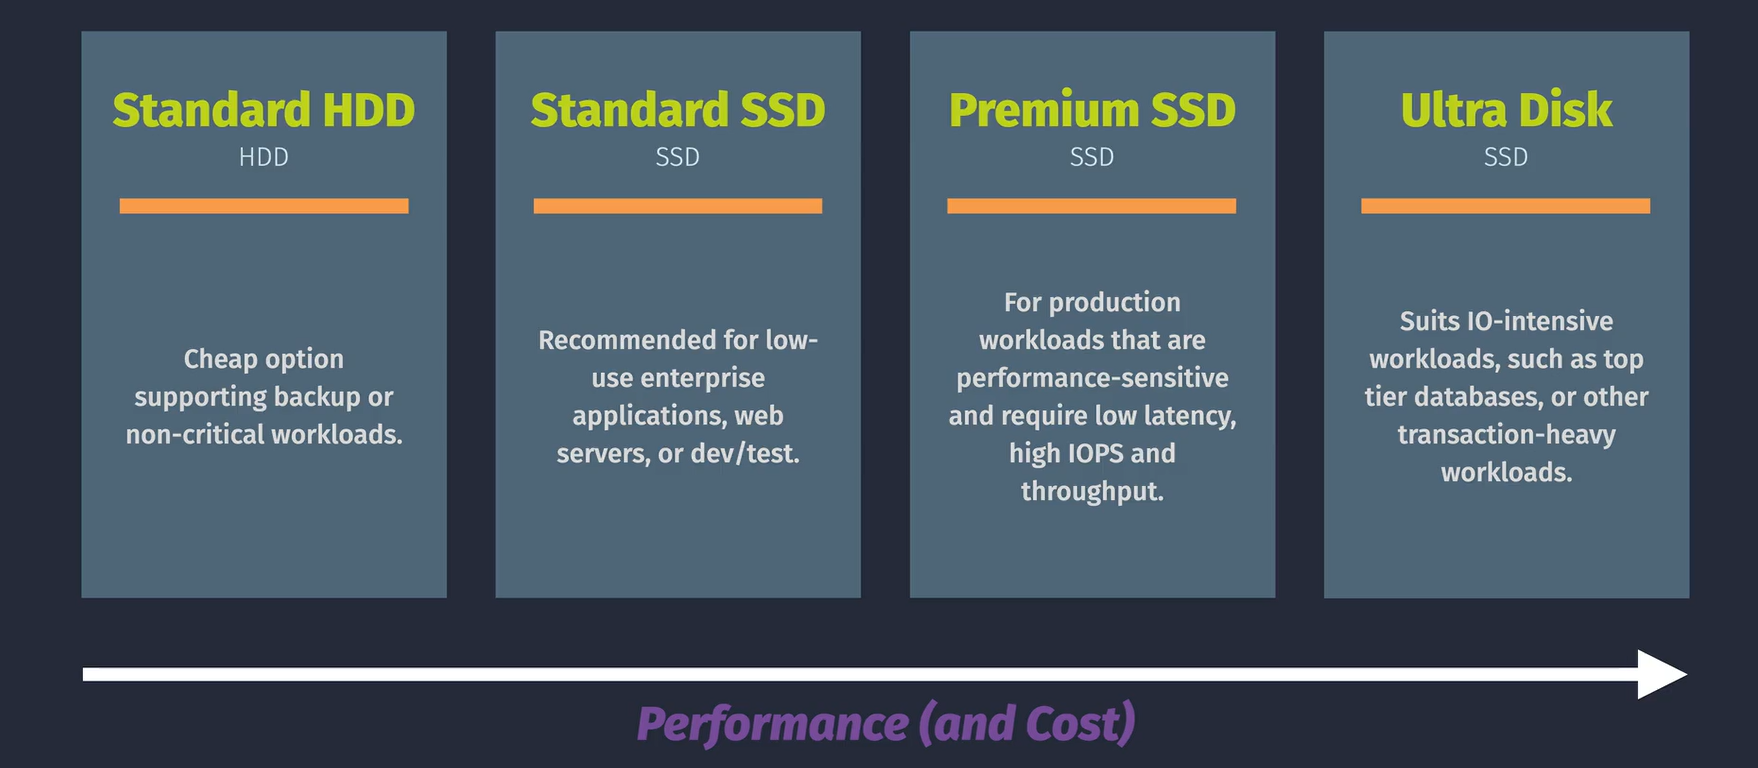 Standard HDD
HDD
Cheap option
supporting backup or
non-critical workloads.
Standard SSD
SSD
Recommended for low-
use enterprise
applications, web
servers, or dev/test.
Premium SSD
SSD
For production
workloads that are
performance-sensitive
and require low latency,
high IOPS and
throughput.
Ultra Disk
SSD
Suits IO-intensive
workloads, such as top
tier databases, or other
transaction-heavy
workloads.
Performance (and Cost)